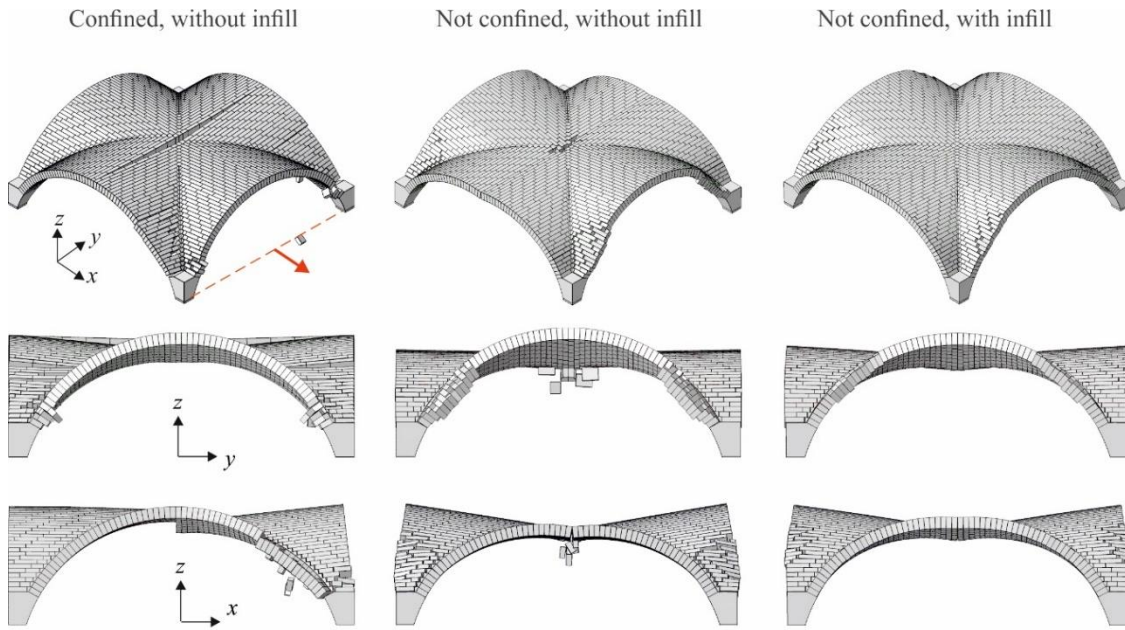 Confined, without infill
Not confined, without infill
Not confined, with infill
z
y
x
z
y
z
x